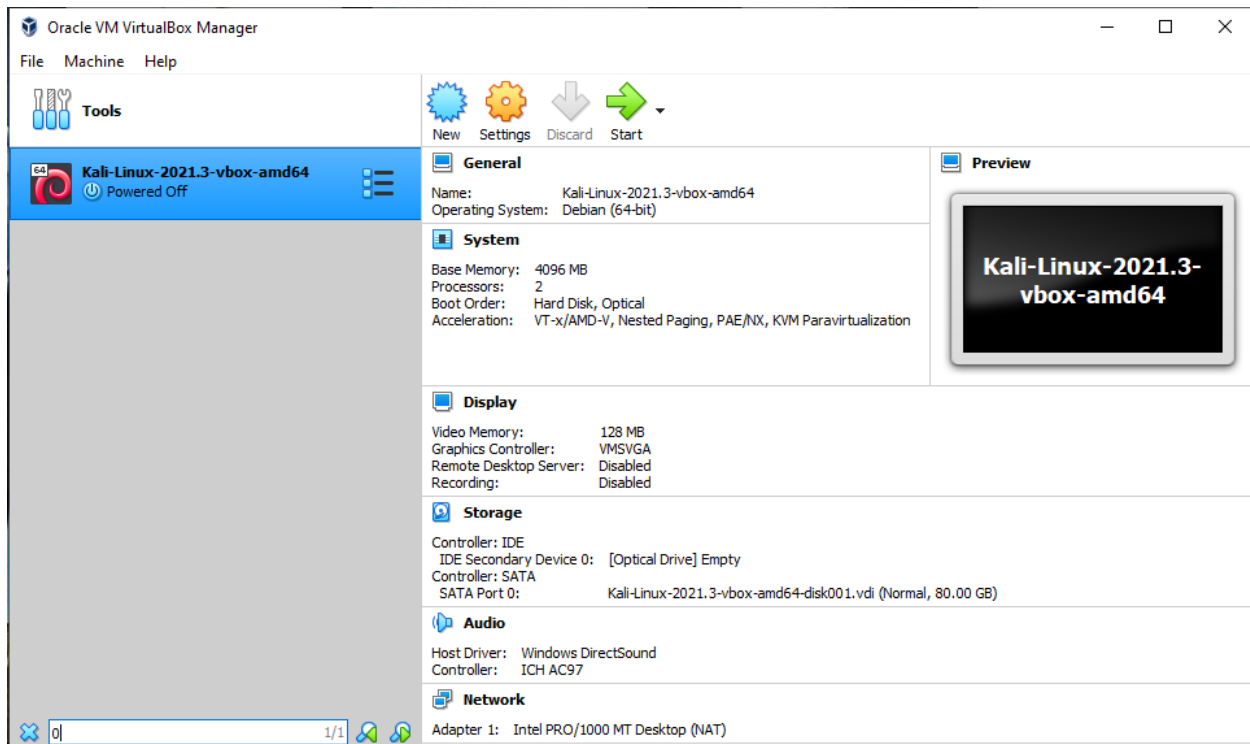 Oracle VM VirtualBox Manager
File Machine Help
Tools
New Settings Discard Start
64 Kali-Linux-2021.3-vbox-amd64
Powered Off
General
Name: Kali-Linux-2021.3-vbox-amd64
Operating System: Debian (64-bit)
Preview
Kali-Linux-2021.3-
vbox-amd64
System
Base Memory: 4096 MB
Processors: 2
Boot Order: Hard Disk, Optical
Acceleration: VT-x/AMD-V, Nested Paging, PAE/NX, KVM Paravirtualization
Display
Video Memory: 128 MB
Graphics Controller: VMSVGA
Remote Desktop Server: Disabled
Recording: Disabled
Storage
Controller: IDE
IDE Secondary Device 0: [Optical Drive] Empty
Controller: SATA
SATA Port 0: Kali-Linux-2021.3-vbox-amd64-disk001.vdi (Normal, 80.00 GB)
Audio
Host Driver: Windows DirectSound
Controller: ICH AC97
Network
Adapter 1: Intel PRO/1000 MT Desktop (NAT)
0 1/1